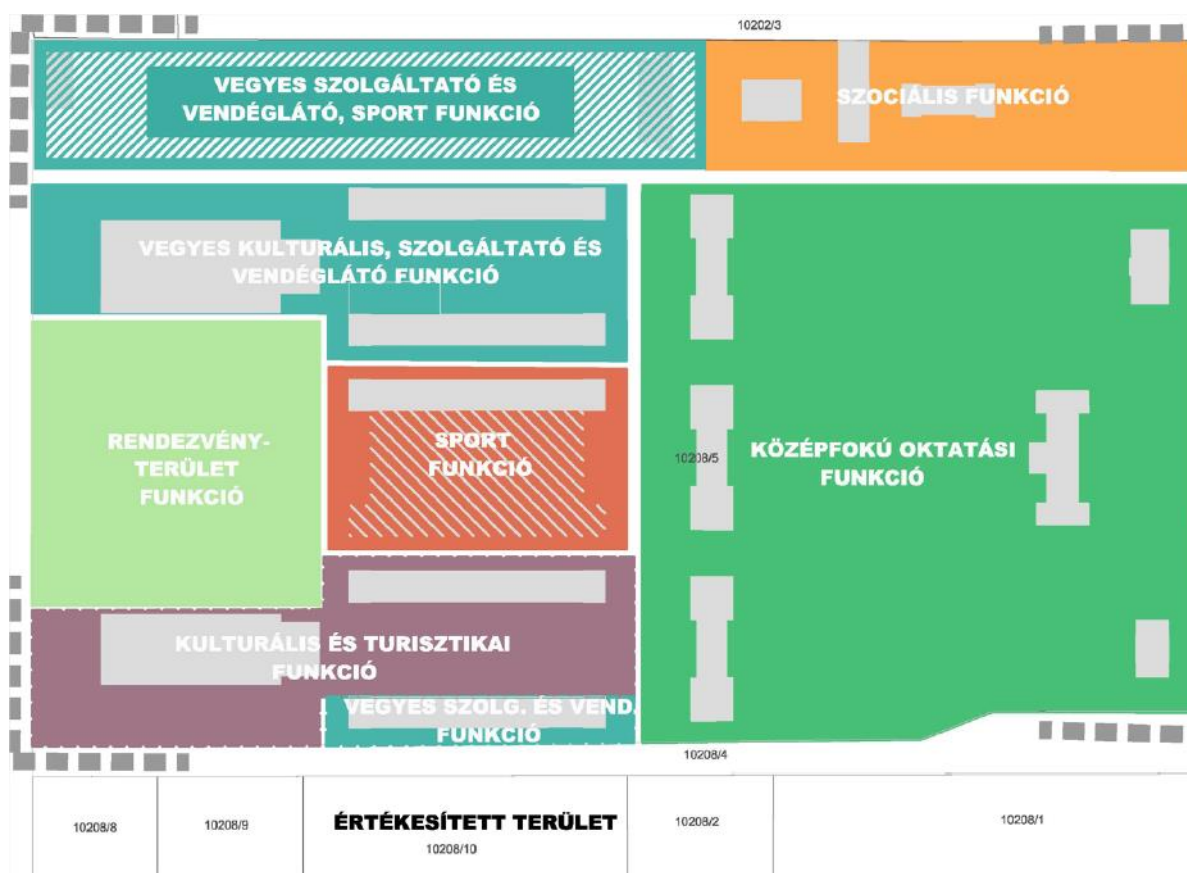 10202/3
VEGYES SZOLGÁLTATÓ ÉS
VENDÉGLÁTÓ, SPORT FUNKCIÓ
SZOCIÁLIS FUNKCIÓ
VEGYES KULTURÁLIS, SZOLGÁLTATÓ ÉS
VENDÉGLÁTÓ FUNKCIÓ
RENDEZVÉNY-
TERÜLET
FUNKCIÓ
SPORT
FUNKCIÓ
10208/5
KÖZÉPFOKÚ OKTATÁSI
FUNKCIÓ
KULTURÁLIS ÉS TURISZTIKAI
FUNKCIÓ
VEGYES SZOLG. ÉS VEND.
FUNKCIÓ
10208/4
10208/8
10208/9
ÉRTÉKESÍTETT TERÜLET
10208/10
10208/2
10208/1